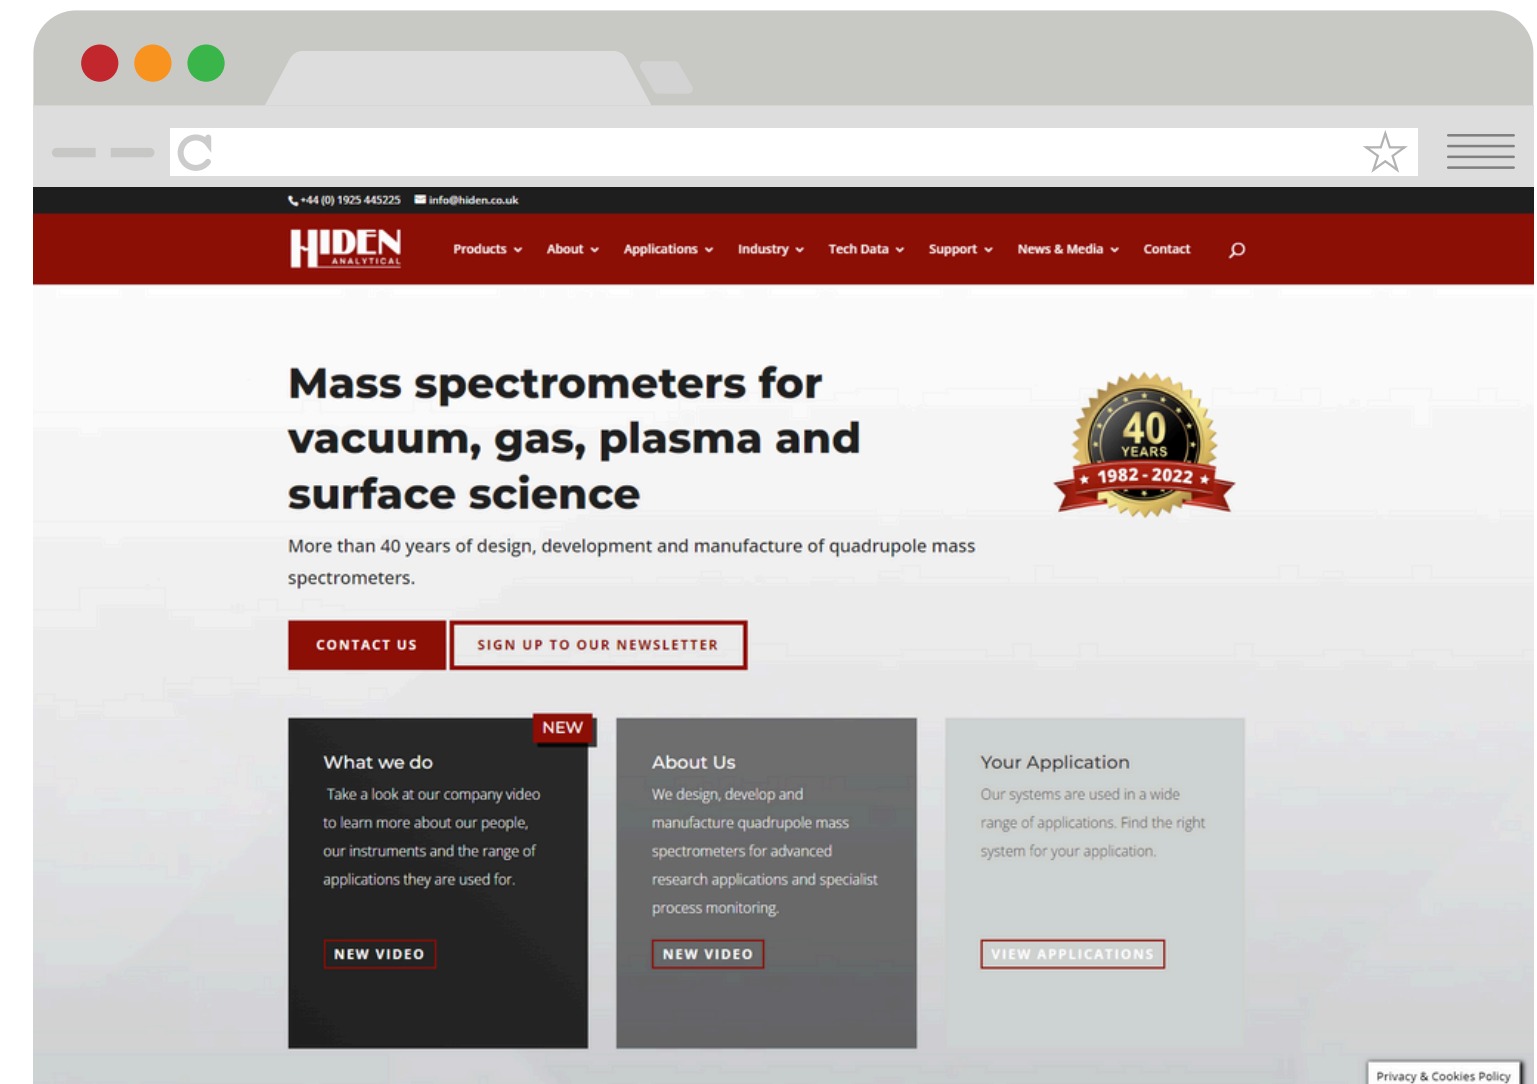 +44 (0) 1925 445225 info@hiden.co.uk
HIDEN
ANALYTICAL
Products About Applications Industry Tech Data Support News & Media Contact
Mass spectrometers for
vacuum, gas, plasma and
surface science
40
YEARS
1982 - 2022
More than 40 years of design, development and manufacture of quadrupole mass
spectrometers.
CONTACT US
SIGN UP TO OUR NEWSLETTER
NEW
What we do
Take a look at our company video
to learn more about our people,
our instruments and the range of
applications they are used for.
NEW VIDEO
About Us
We design, develop and
manufacture quadrupole mass
spectrometers for advanced
research applications and specialist
process monitoring.
NEW VIDEO
Your Application
Our systems are used in a wide
range of applications. Find the right
system for your application.
VIEW APPLICATIONS
Privacy & Cookies Policy